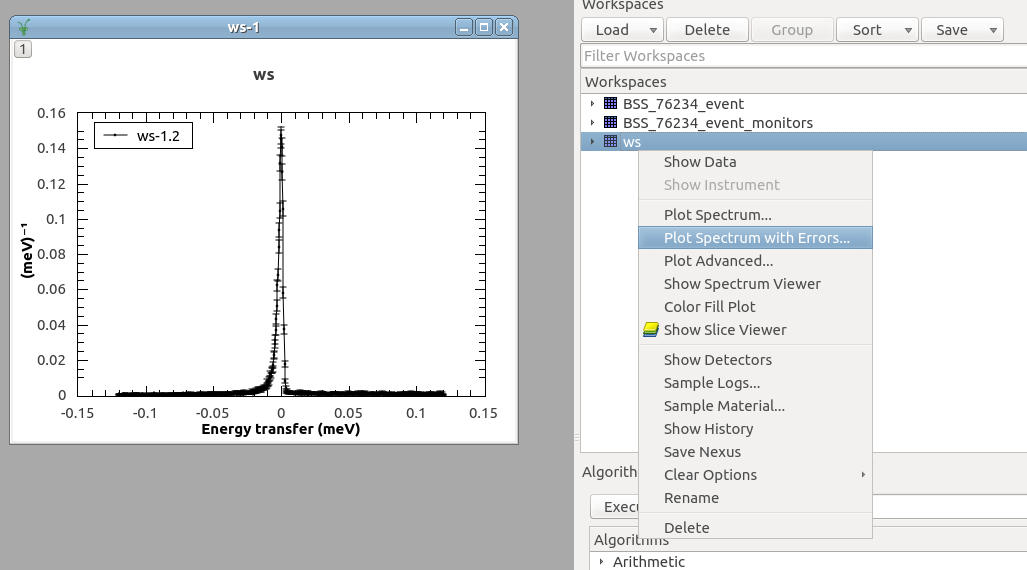 ws-1
1
ws
0.16
0.14
0.12
0.1
0.08
0.06
0.04
0.02
0
ws-1.2
(meV)⁻¹
-0.15
-0.1
-0.05
0
0.05
0.1
0.15
Energy transfer (meV)
Workspaces
Load
Delete
Group
Sort
Save
Filter Workspaces
Workspaces
BSS_76234_event
BSS_76234_event_monitors
ws
Show Data
Show Instrument
Plot Spectrum...
Plot Spectrum with Errors...
Plot Advanced...
Show Spectrum Viewer
Color Fill Plot
Show Slice Viewer
Show Detectors
Sample Logs...
Sample Material...
Show History
Save Nexus
Clear Options
Rename
Delete
Algorith
Execu
Algorithms
Arithmetic